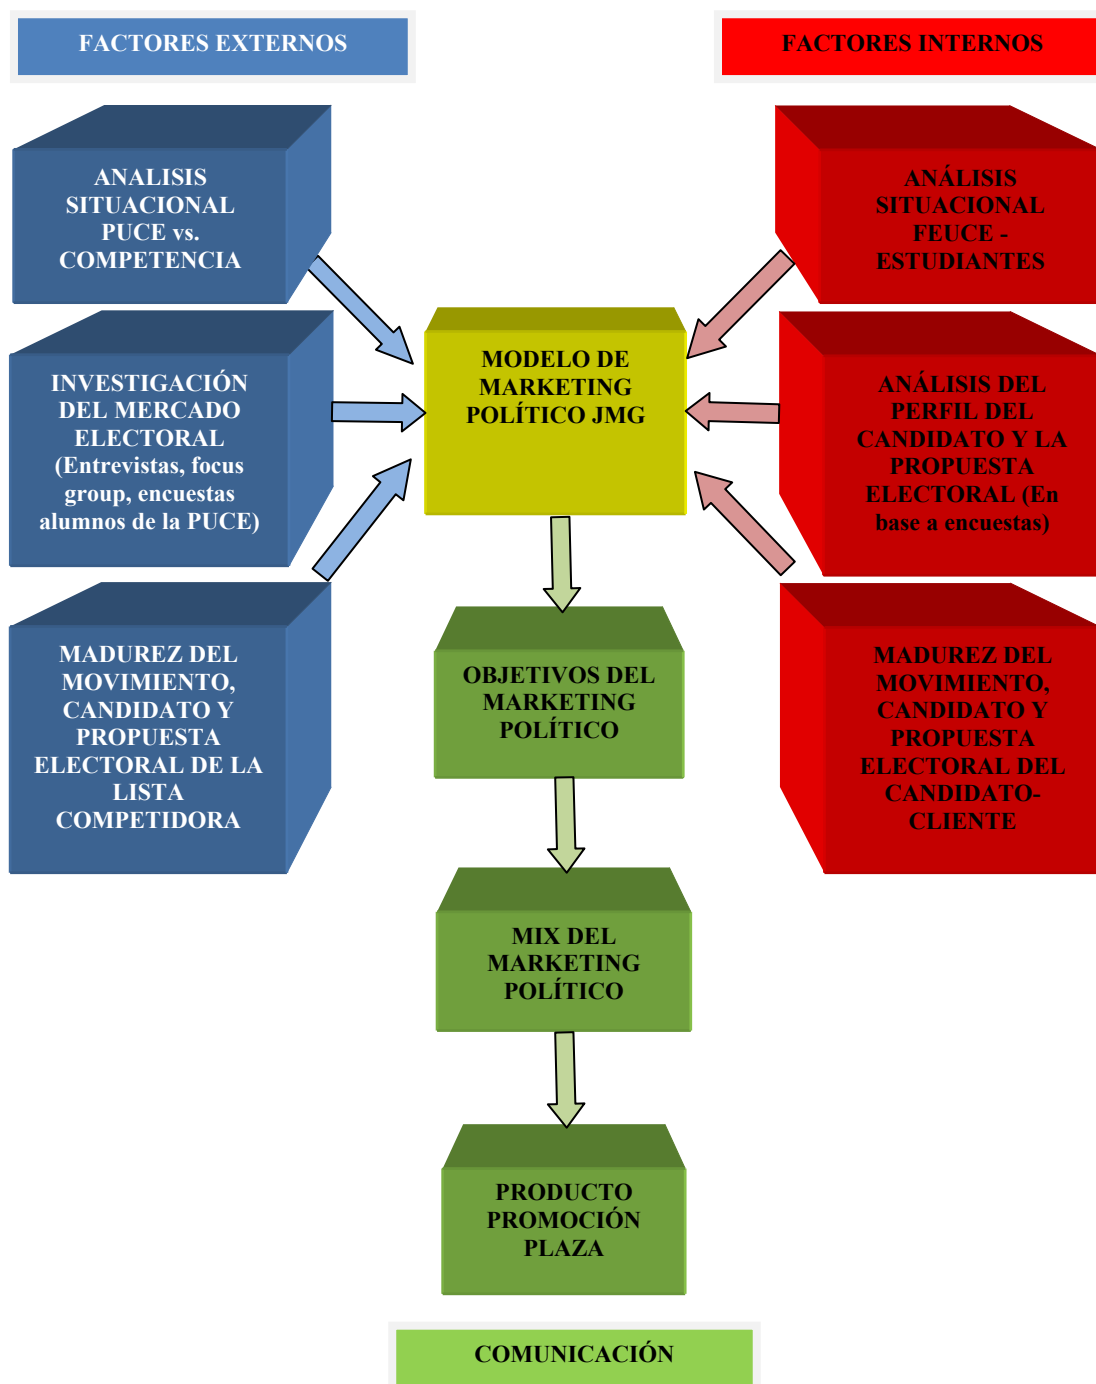 FACTORES EXTERNOS
FACTORES INTERNOS
ANALISIS
SITUACIONAL
PUCE vs.
COMPETENCIA
ANÁLISIS
SITUACIONAL
FEUCE -
ESTUDIANTES
INVESTIGACIÓN
DEL MERCADO
ELECTORAL
(Entrevistas, focus
group, encuestas
alumnos de la PUCE)
MODELO DE
MARKETING
POLÍTICO JMG
ANÁLISIS DEL
PERFIL DEL
CANDIDATO Y LA
PROPUESTA
ELECTORAL (En
base a encuestas)
MADUREZ DEL
MOVIMIENTO,
CANDIDATO Y
PROPUESTA
ELECTORAL DE LA
LISTA
COMPETIDORA
OBJETIVOS DEL
MARKETING
POLÍTICO
MADUREZ DEL
MOVIMIENTO,
CANDIDATO Y
PROPUESTA
ELECTORAL DEL
CANDIDATO-
CLIENTE
MIX DEL
MARKETING
POLÍTICO
PRODUCTO
PROMOCIÓN
PLAZA
COMUNICACIÓN